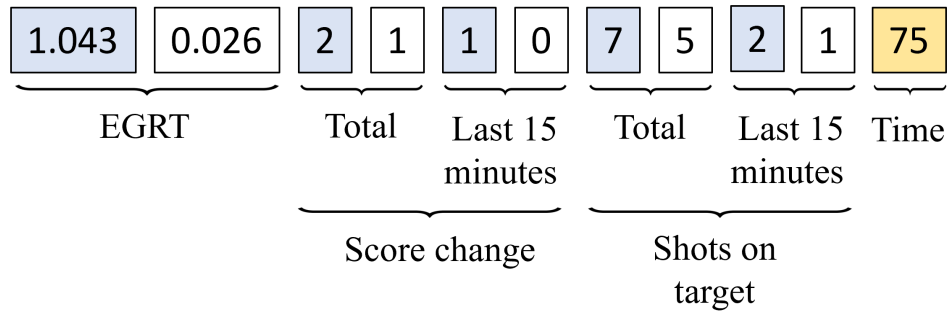 1.043 0.026 2 1 1 0 7 5 2 1 75
EGRT Total Last 15 minutes Total Last 15 minutes Time
Score change Shots on target